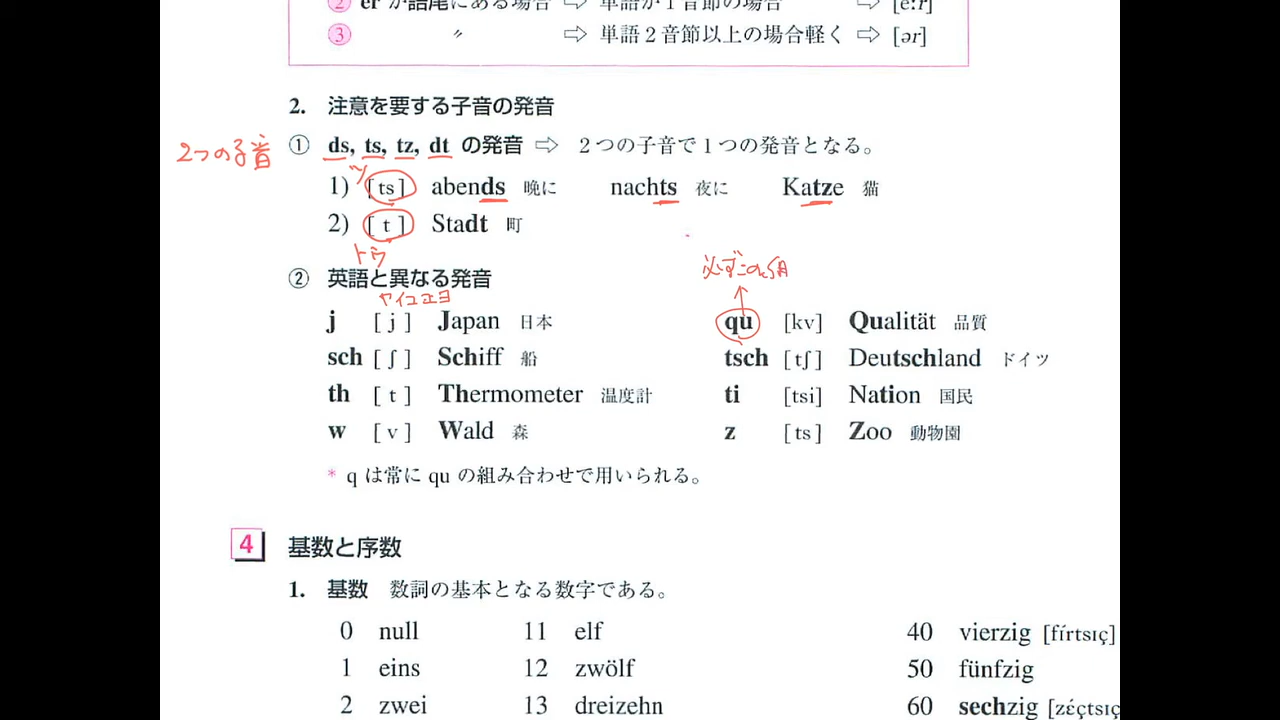 ② er が語尾にある場合 ⇨ 単語が1音節の場合 ⇨ [e:r]
③ 〃 ⇨ 単語2音節以上の場合軽く ⇨ [ər]
2. 注意を要する子音の発音
2つの子音 ① ds, ts, tz, dt の発音 ⇨ 2つの子音で1つの発音となる。
ツ
1) [ts] abends 晩に nachts 夜に Katze 猫
2) [t] Stadt 町
トゥ
必ずこの
② 英語と異なる発音
ヤイユエヨ
j [j] Japan 日本 qu [kv] Qualität 品質
sch [ʃ] Schiff 船 tsch [tʃ] Deutschland ドイツ
th [t] Thermometer 温度計 ti [tsi] Nation 国民
w [v] Wald 森 z [ts] Zoo 動物園
* q は常に qu の組み合わせで用いられる。
4 基数と序数
1. 基数 数詞の基本となる数字である。
0 null 11 elf 40 vierzig [fírtsıç]
1 eins 12 zwölf 50 fünfzig
2 zwei 13 dreizehn 60 sechzig [zέçtsıç